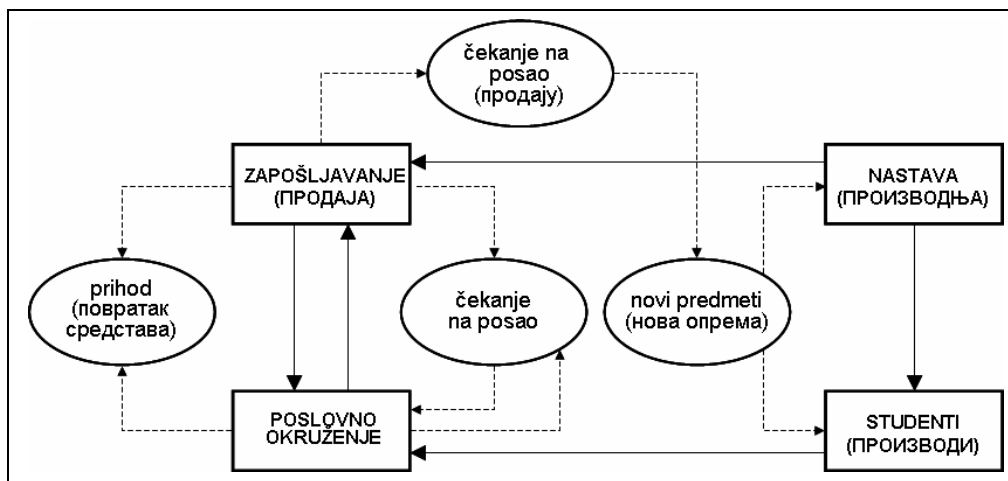 čekanje na
posao
(продају)
ZAPOŠLJAVANJE
(ПРОДАЈА)
NASTAVA
(ПРОИЗВОДЊА)
prihod
(повратак
средстава)
čekanje
na posao
novi predmeti
(нова опрема)
POSLOVNO
OKRUŽENJE
STUDENTI
(ПРОИЗВОДИ)